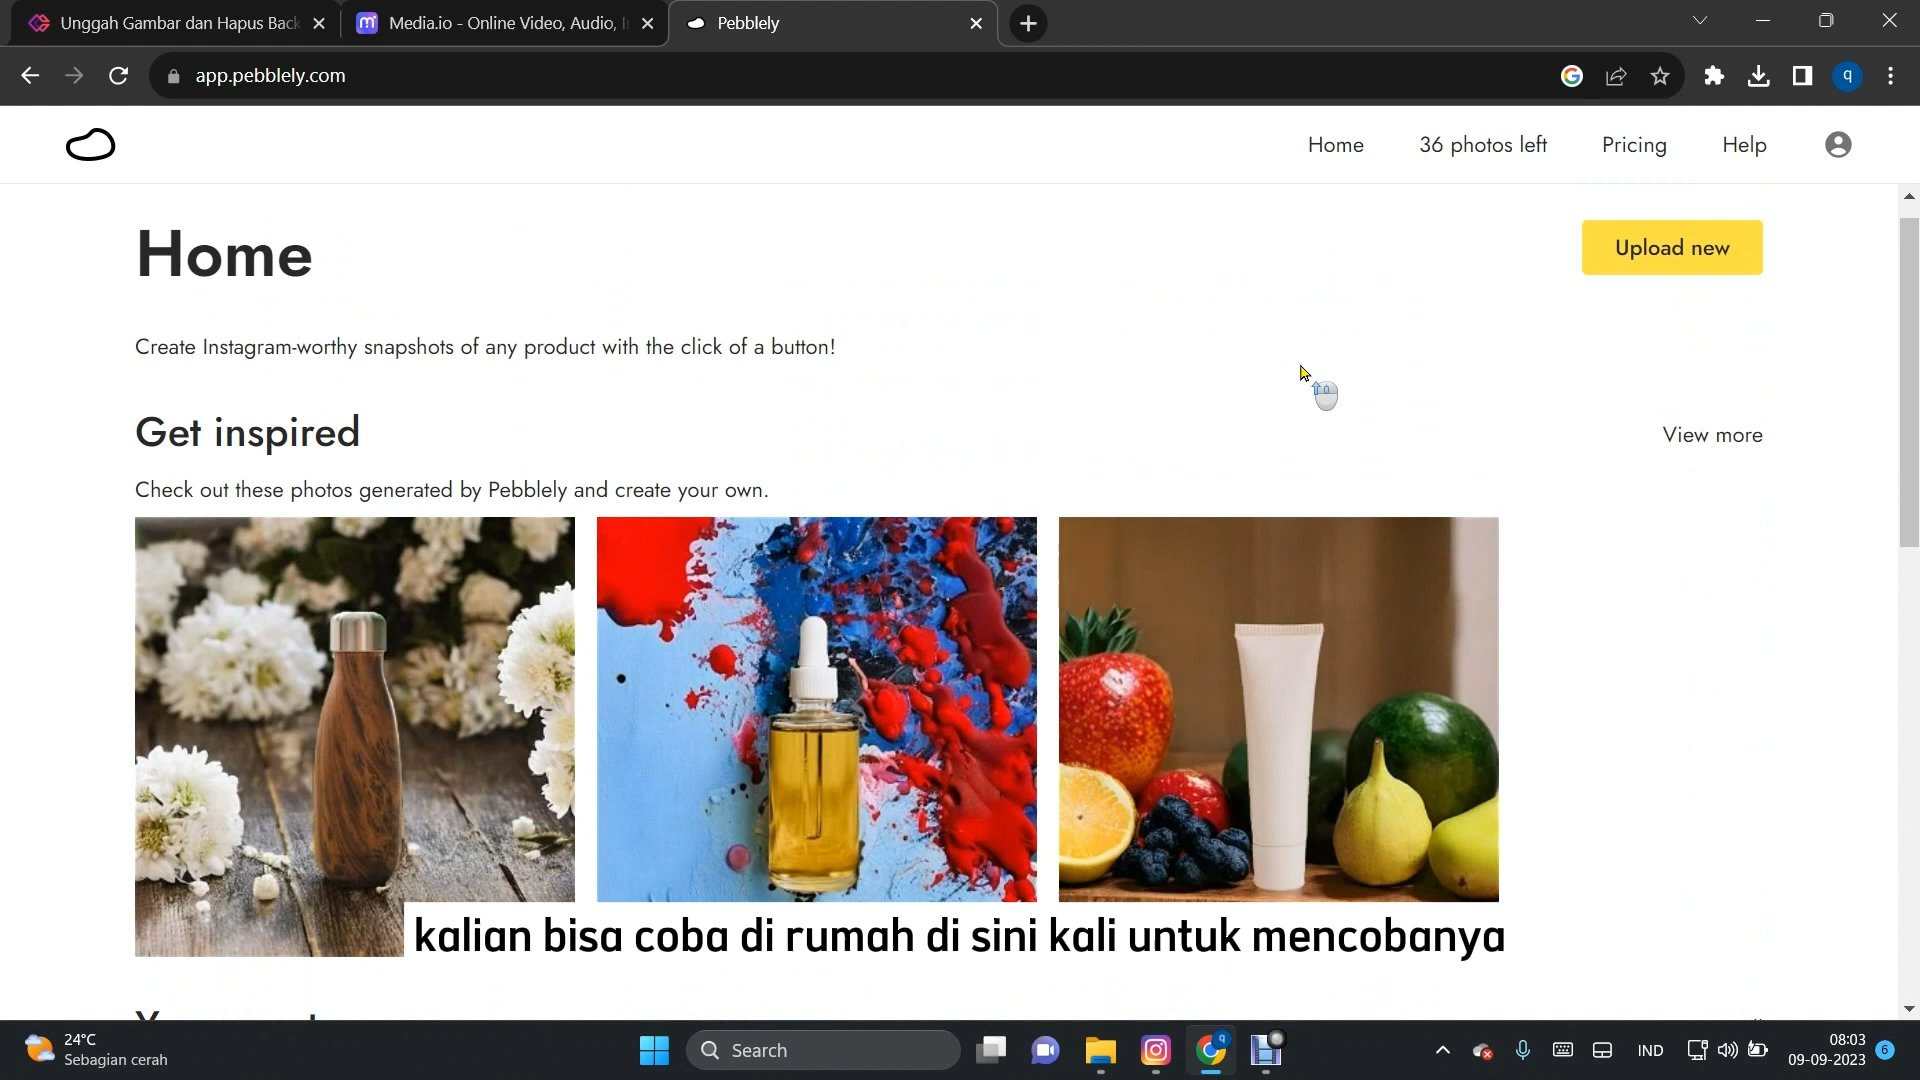 Unggah Gambar dan Hapus Back
Media.io - Online Video, Audio, I
Pebblely
app.pebblely.com
q
Home
36 photos left
Pricing
Help
Home
Upload new
Create Instagram-worthy snapshots of any product with the click of a button!
Get inspired
View more
Check out these photos generated by Pebblely and create your own.
kalian bisa coba di rumah di sini kali untuk mencobanya
24°C
Sebagian cerah
Search
q
IND
08:03
09-09-2023
6